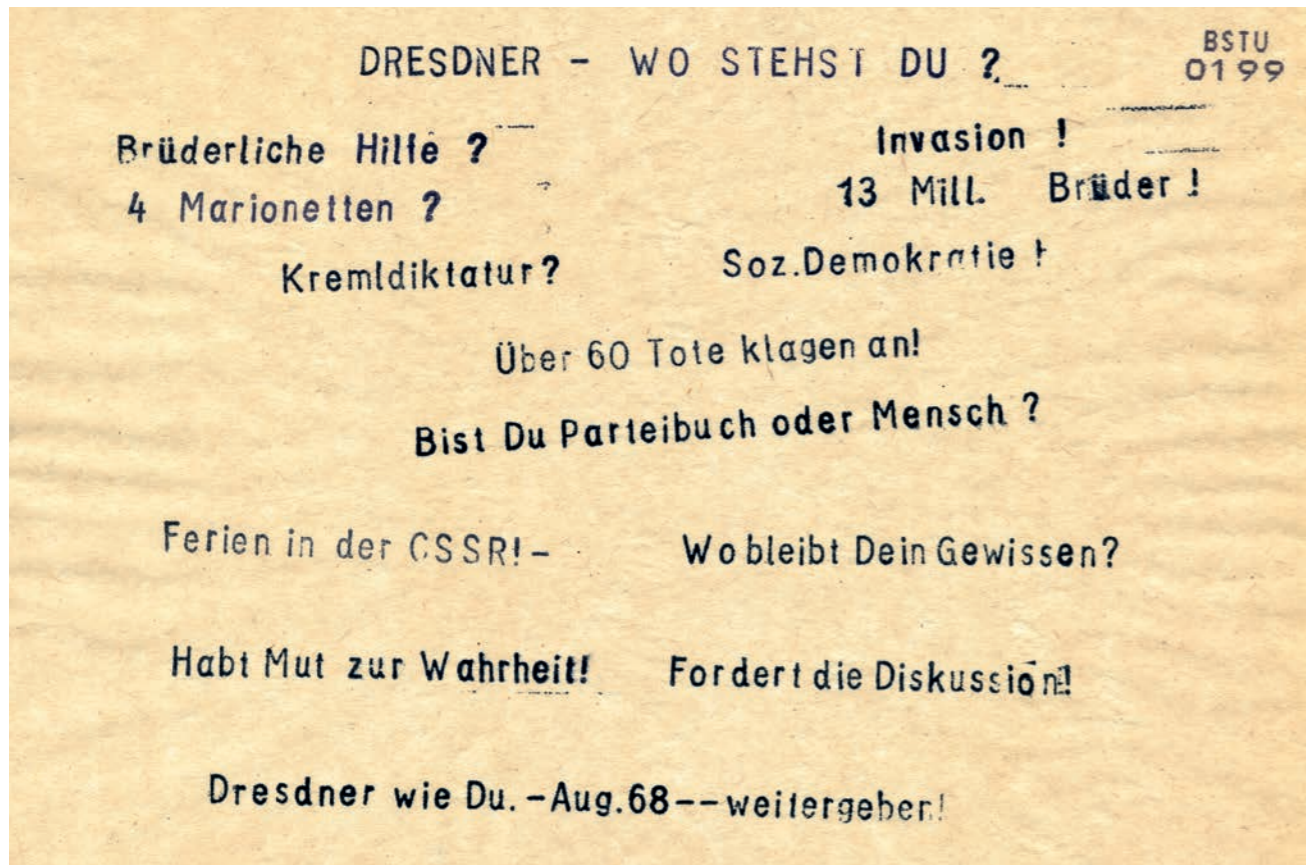 DRESDNER - WO STEHST DU ?
BSTU
0199
Brüderliche Hilfe ? Invasion !
4 Marionetten ? 13 Mill. Brüder !
Kremldiktatur? Soz.Demokratie !
Über 60 Tote klagen an!
Bist Du Parteibuch oder Mensch ?
Ferien in der CSSR!- Wo bleibt Dein Gewissen?
Habt Mut zur Wahrheit! Fordert die Diskussion!
Dresdner wie Du. -Aug.68--weitergeben!